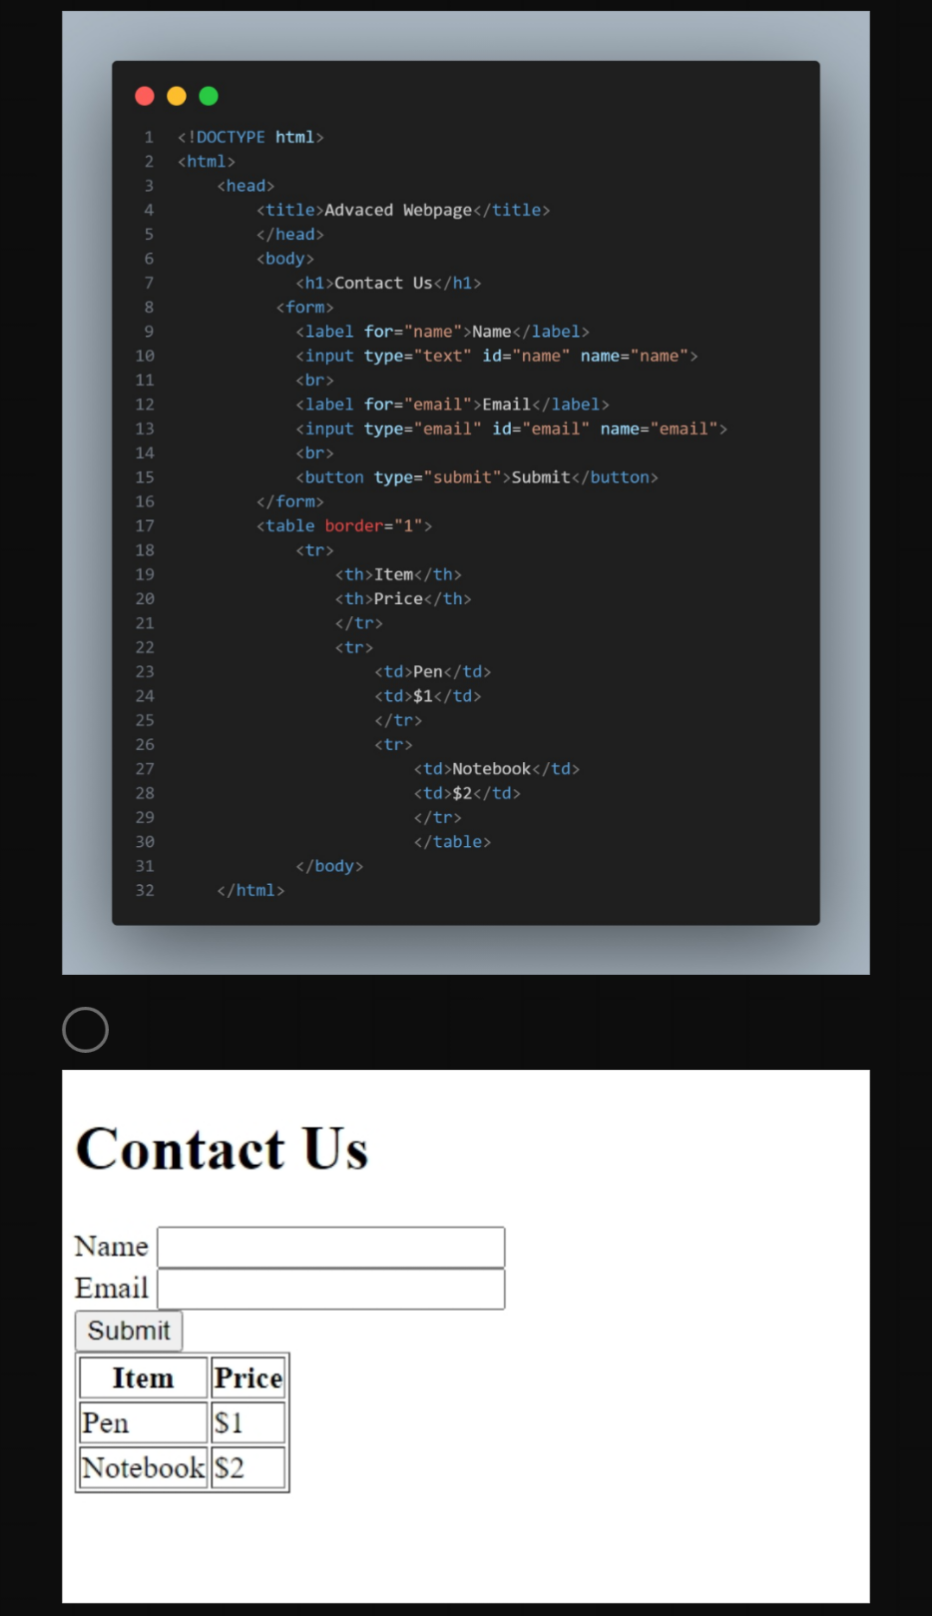 1 <!DOCTYPE html>
2 <html>
3 <head>
4 <title>Advaced Webpage</title>
5 </head>
6 <body>
7 <h1>Contact Us</h1>
8 <form>
9 <label for="name">Name</label>
10 <input type="text" id="name" name="name">
11 <br>
12 <label for="email">Email</label>
13 <input type="email" id="email" name="email">
14 <br>
15 <button type="submit">Submit</button>
16 </form>
17 <table border="1">
18 <tr>
19 <th>Item</th>
20 <th>Price</th>
21 </tr>
22 <tr>
23 <td>Pen</td>
24 <td>$1</td>
25 </tr>
26 <tr>
27 <td>Notebook</td>
28 <td>$2</td>
29 </tr>
30 </table>
31 </body>
32 </html>
Contact Us
Name
Email
Submit
Item Price
Pen $1
Notebook $2